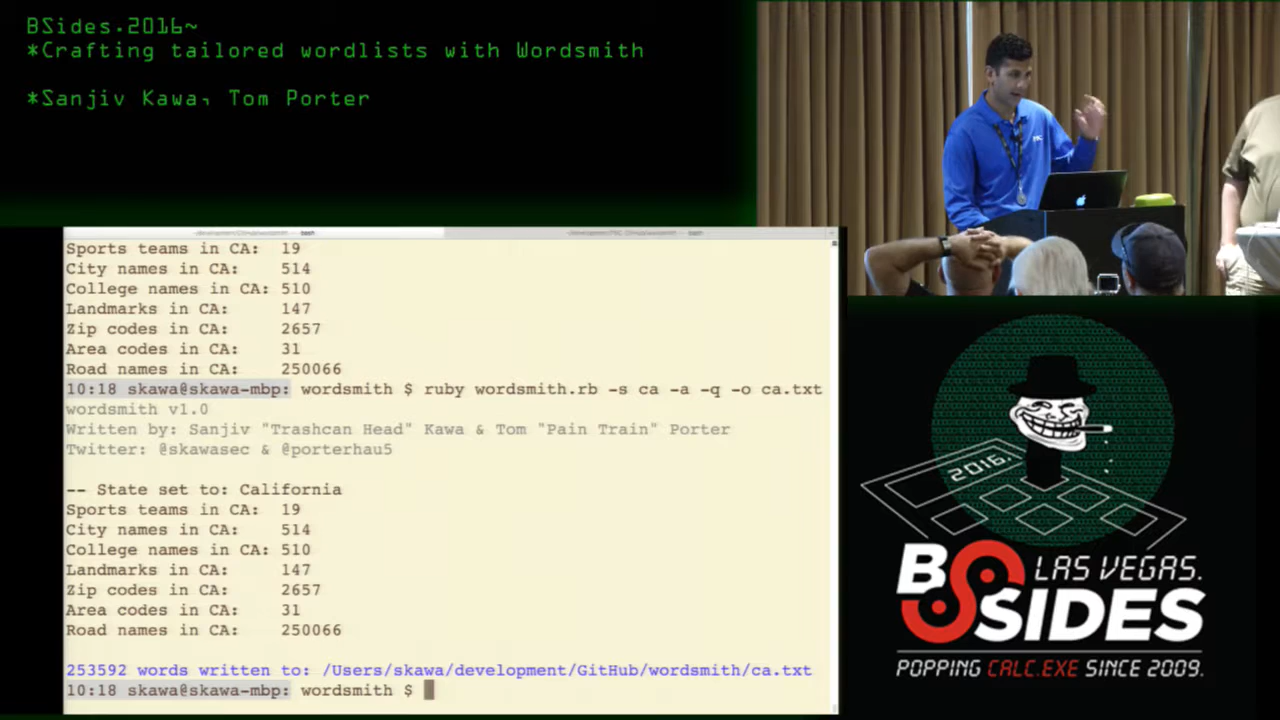 BSides.2016~
*Crafting tailored wordlists with Wordsmith
*Sanjiv Kawa, Tom Porter
Sports teams in CA: 19
City names in CA: 514
College names in CA: 510
Landmarks in CA: 147
Zip codes in CA: 2657
Area codes in CA: 31
Road names in CA: 250066
10:18 skawa@skawa-mbp: wordsmith $ ruby wordsmith.rb -s ca -a -q -o ca.txt
wordsmith v1.0
Written by: Sanjiv "Trashcan Head" Kawa & Tom "Pain Train" Porter
Twitter: @skawasec & @porterhau5
-- State set to: California
Sports teams in CA: 19
City names in CA: 514
College names in CA: 510
Landmarks in CA: 147
Zip codes in CA: 2657
Area codes in CA: 31
Road names in CA: 250066
253592 words written to: /Users/skawa/development/GitHub/wordsmith/ca.txt
10:18 skawa@skawa-mbp: wordsmith $
2016.
BSIDES
LAS VEGAS.
POPPING CALC.EXE SINCE 2009.